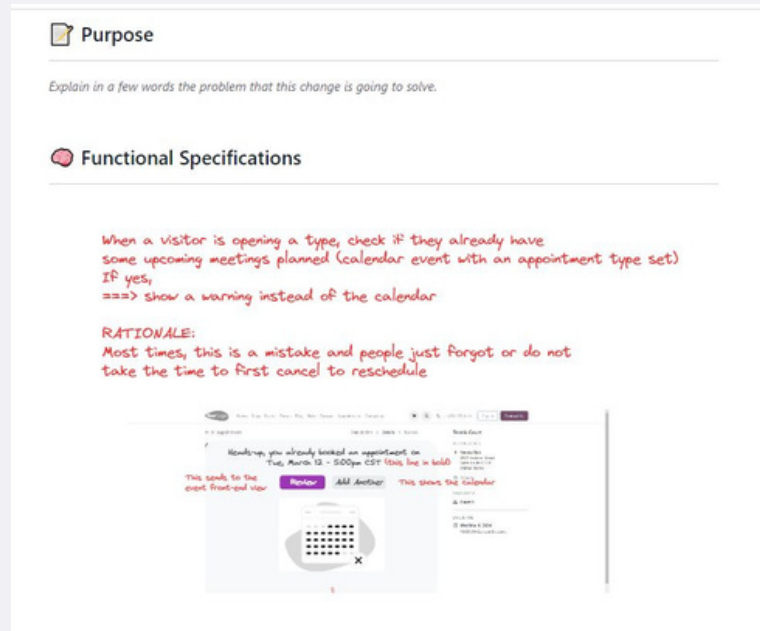 Purpose
Explain in a few words the problem that this change is going to solve.
Functional Specifications
When a visitor is opening a type, check if they already have
some upcoming meetings planned (calendar event with an appointment type set)
If yes,
===> show a warning instead of the calendar
RATIONALE:
Most times, this is a mistake and people just forgot or do not
take the time to first cancel to reschedule
Heads-up, you already booked an appointment on
Tue, March 12 - 5:00pm CST (this line in bold)
This sends to the
event front-end view
Review
Add Another
This shows the calendar